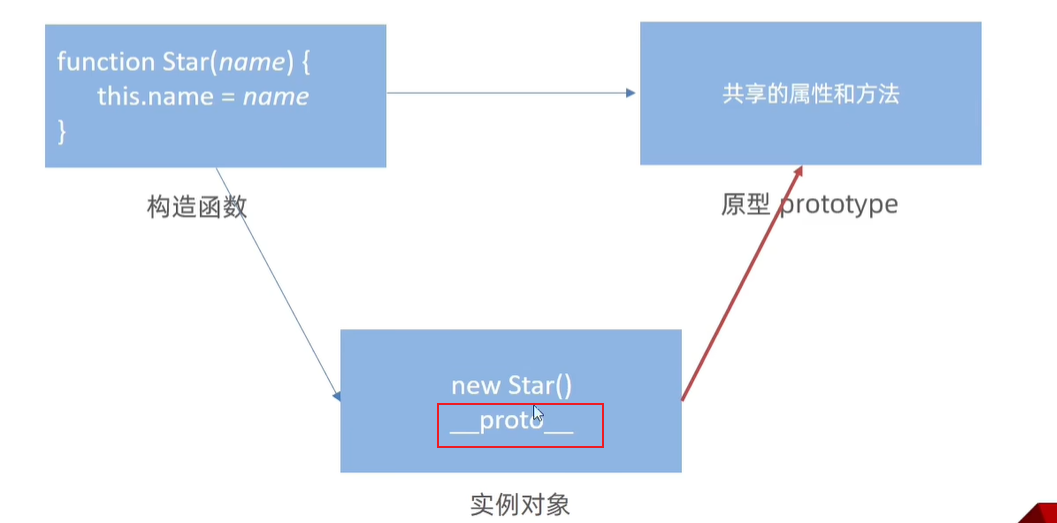 function Star(name) {
this.name = name
}
共享的属性和方法
构造函数
原型 prototype
new Star()
__proto__
实例对象